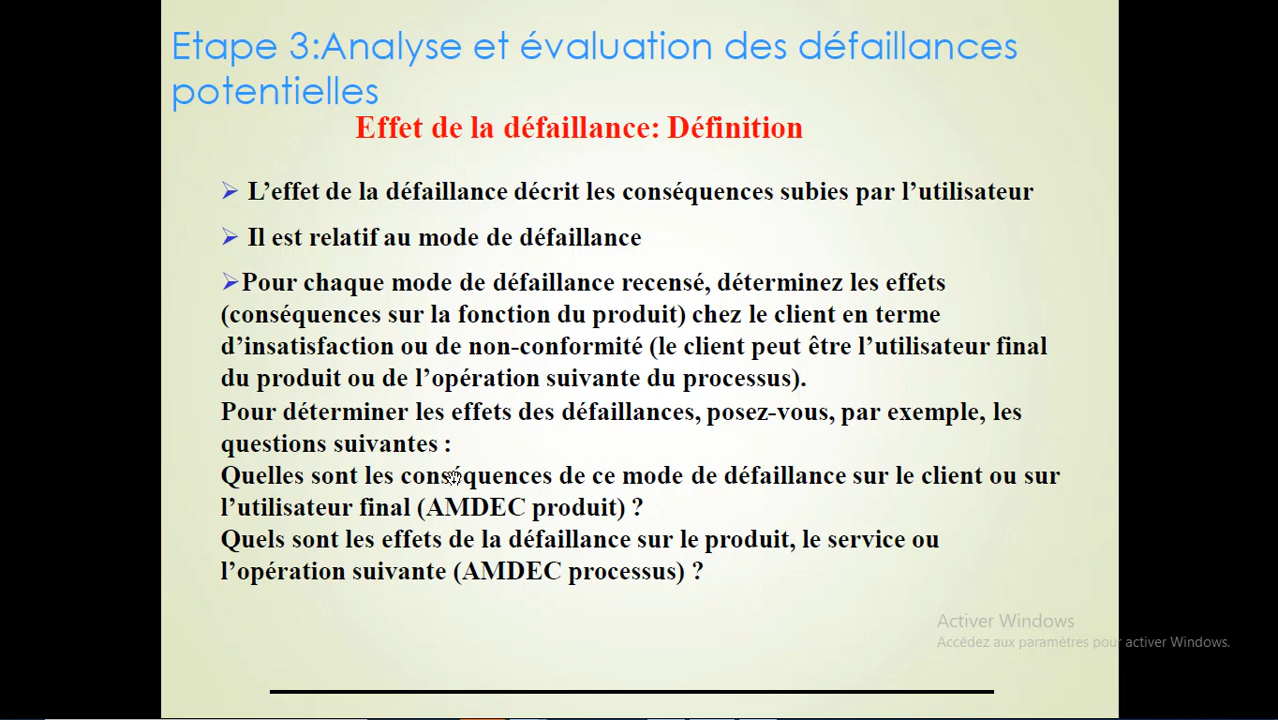 Etape 3:Analyse et évaluation des défaillances
potentielles
Effet de la défaillance: Définition
L’effet de la défaillance décrit les conséquences subies par l’utilisateur
Il est relatif au mode de défaillance
Pour chaque mode de défaillance recensé, déterminez les effets
(conséquences sur la fonction du produit) chez le client en terme
d’insatisfaction ou de non-conformité (le client peut être l’utilisateur final
du produit ou de l’opération suivante du processus).
Pour déterminer les effets des défaillances, posez-vous, par exemple, les
questions suivantes :
Quelles sont les conséquences de ce mode de défaillance sur le client ou sur
l’utilisateur final (AMDEC produit) ?
Quels sont les effets de la défaillance sur le produit, le service ou
l’opération suivante (AMDEC processus) ?
Activer Windows
Accédez aux paramètres pour activer Windows.